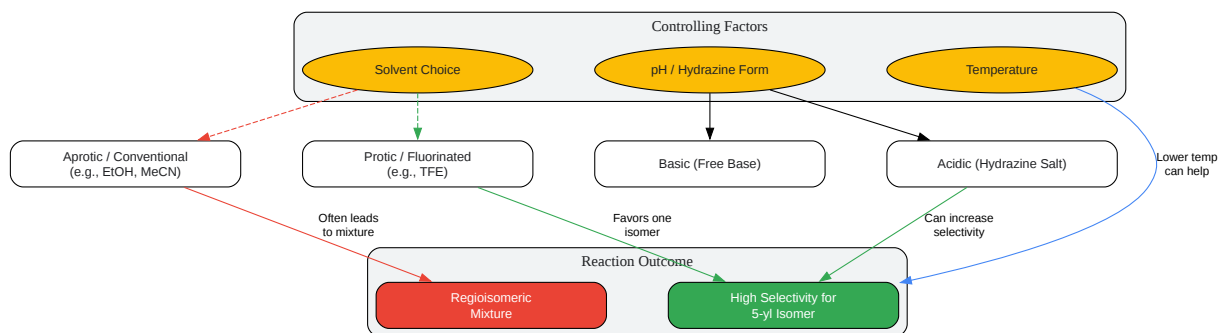 Controlling Factors
Solvent Choice
pH / Hydrazine Form
Temperature
Aprotic / Conventional
(e.g., EtOH, MeCN)
Protic / Fluorinated
(e.g., TFE)
Basic (Free Base)
Acidic (Hydrazine Salt)
Lower temp
can help
Often leads
to mixture
Favors one
isomer
Can increase
selectivity
Reaction Outcome
Regioisomeric
Mixture
High Selectivity for
5-yl Isomer